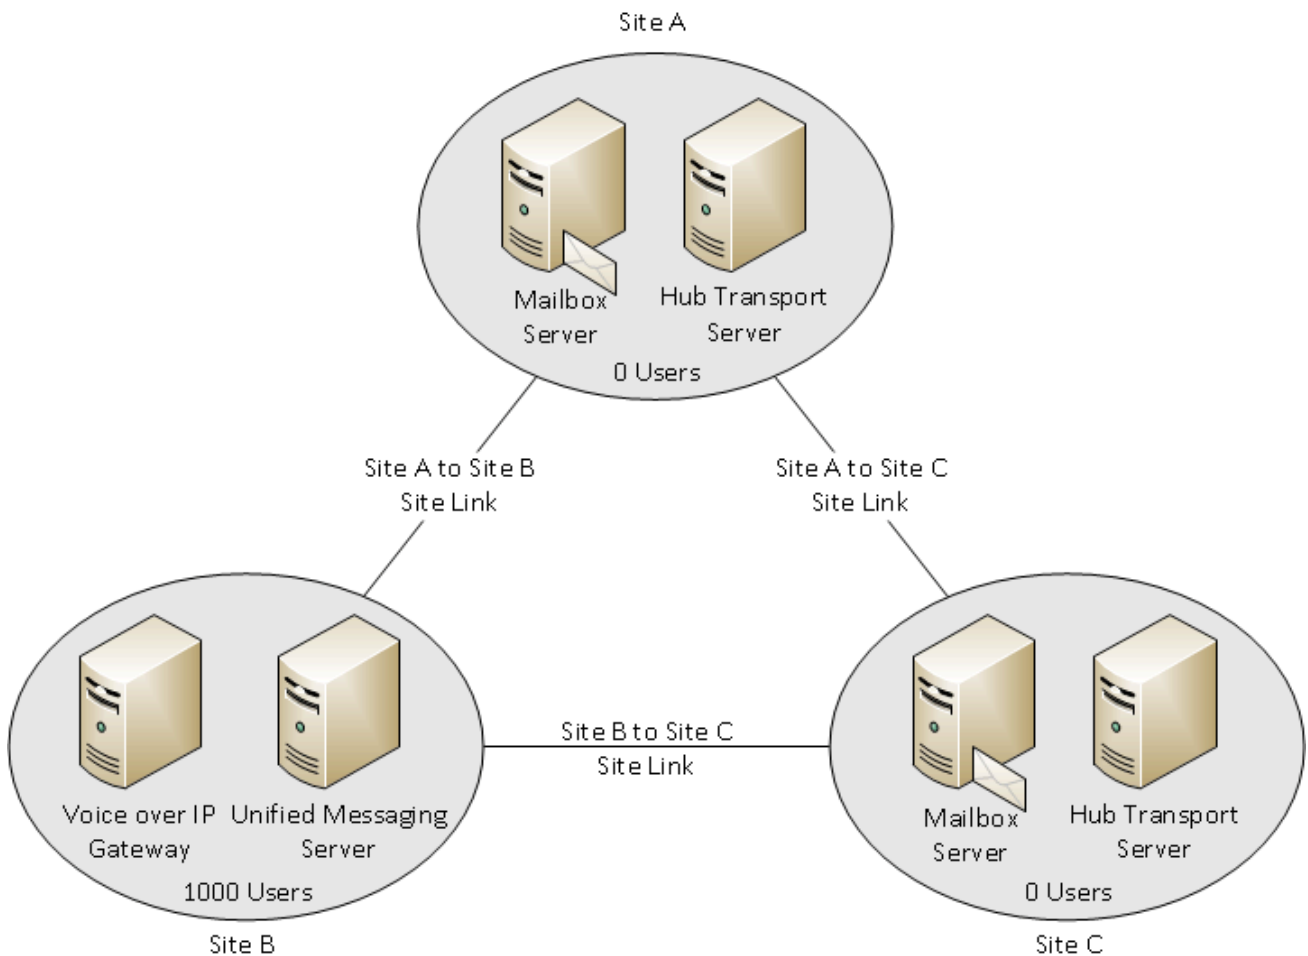 Site A
Mailbox
Server
Hub Transport
Server
0 Users
Site A to Site B
Site Link
Site A to Site C
Site Link
Voice over IP
Gateway
Unified Messaging
Server
1000 Users
Site B
Site B to Site C
Site Link
Mailbox
Server
Hub Transport
Server
0 Users
Site C